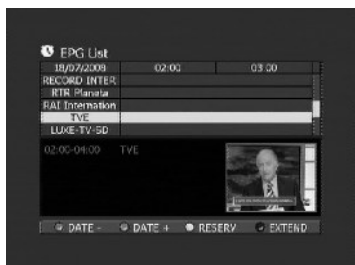 EPG List
18/07/2009 02:00 03:00
RECORD INTER
RTR Planeta
RAI Internation
TVE
LUXE-TV-SD
02:00-04:00 TVE
DATE - DATE + RESERV EXTEND